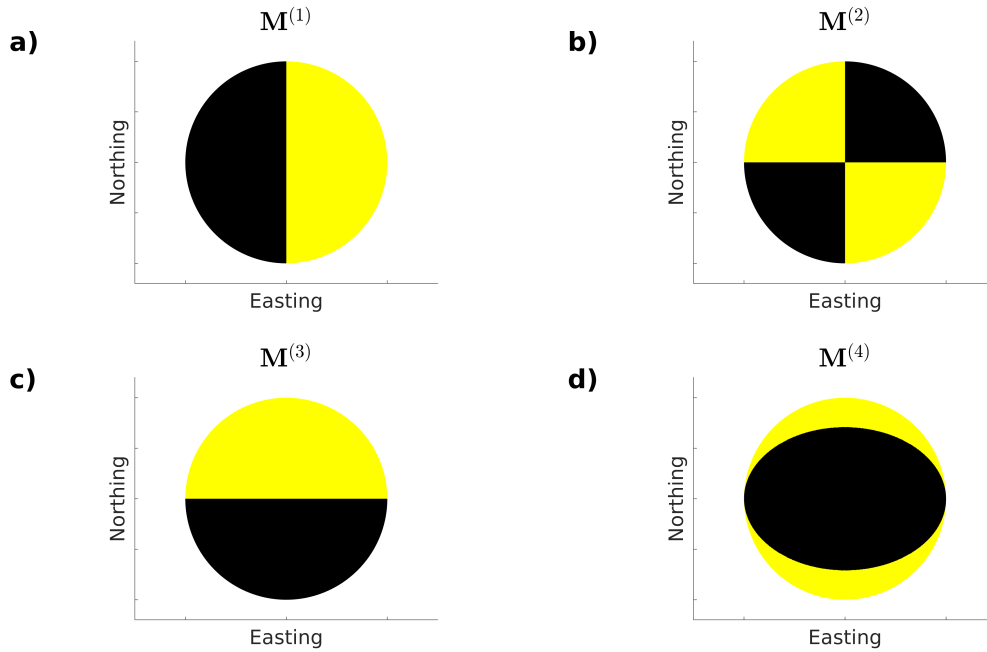 a)
M^(1)
Northing
Easting
b)
M^(2)
Northing
Easting
c)
M^(3)
Northing
Easting
d)
M^(4)
Northing
Easting